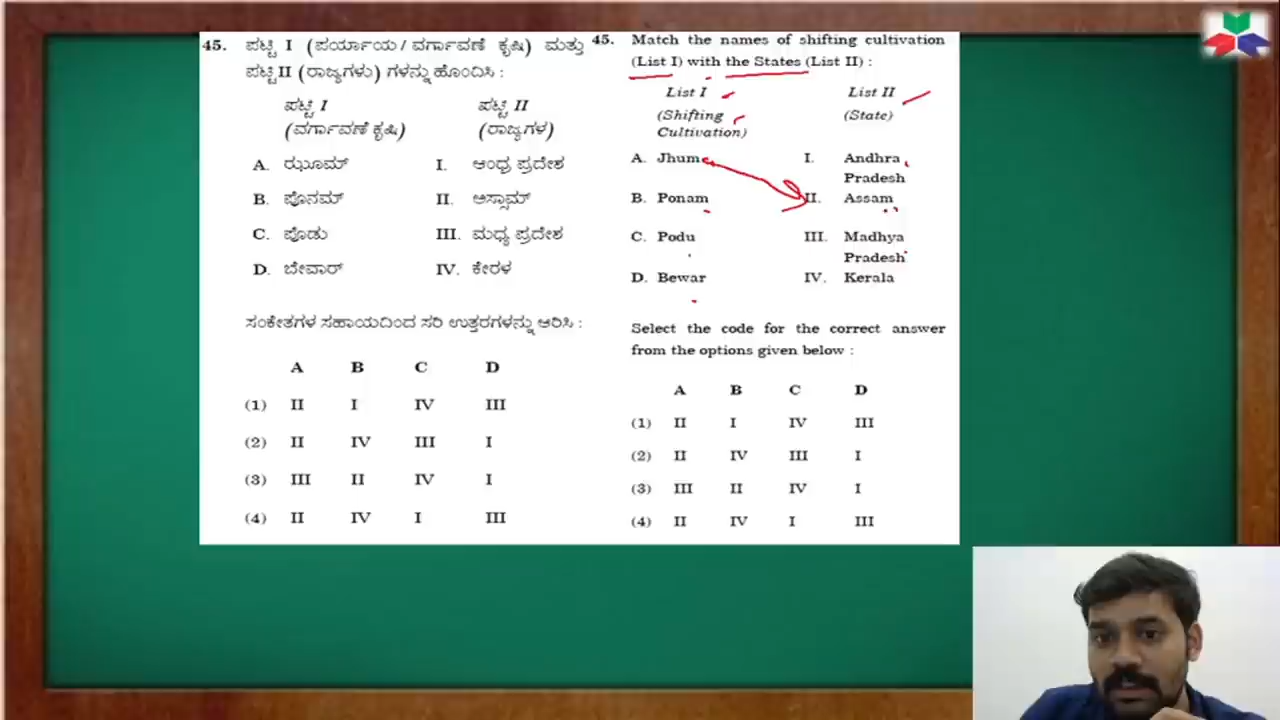 45. ಪಟ್ಟಿ I (ಪರ್ಯಾಯ / ವರ್ಗಾವಣೆ ಕೃಷಿ) ಮತ್ತು
ಪಟ್ಟಿ II (ರಾಜ್ಯಗಳು) ಗಳನ್ನು ಹೊಂದಿಸಿ :
ಪಟ್ಟಿ I ಪಟ್ಟಿ II
(ವರ್ಗಾವಣೆ ಕೃಷಿ) (ರಾಜ್ಯಗಳ)
A. ಝೂಮ್ I. ಆಂಧ್ರ ಪ್ರದೇಶ
B. ಪೊನಮ್ II. ಅಸ್ಸಾಮ್
C. ಪೊಡು III. ಮಧ್ಯ ಪ್ರದೇಶ
D. ಬೇವಾರ್ IV. ಕೇರಳ
ಸಂಕೇತಗಳ ಸಹಾಯದಿಂದ ಸರಿ ಉತ್ತರಗಳನ್ನು ಆರಿಸಿ :
A B C D
(1) II I IV III
(2) II IV III I
(3) III II IV I
(4) II IV I III
45. Match the names of shifting cultivation
(List I) with the States (List II) :
List I List II
(Shifting (State)
Cultivation)
A. Jhum I. Andhra
Pradesh
B. Ponam II. Assam
C. Podu III. Madhya
Pradesh
D. Bewar IV. Kerala
Select the code for the correct answer
from the options given below :
A B C D
(1) II I IV III
(2) II IV III I
(3) III II IV I
(4) II IV I III